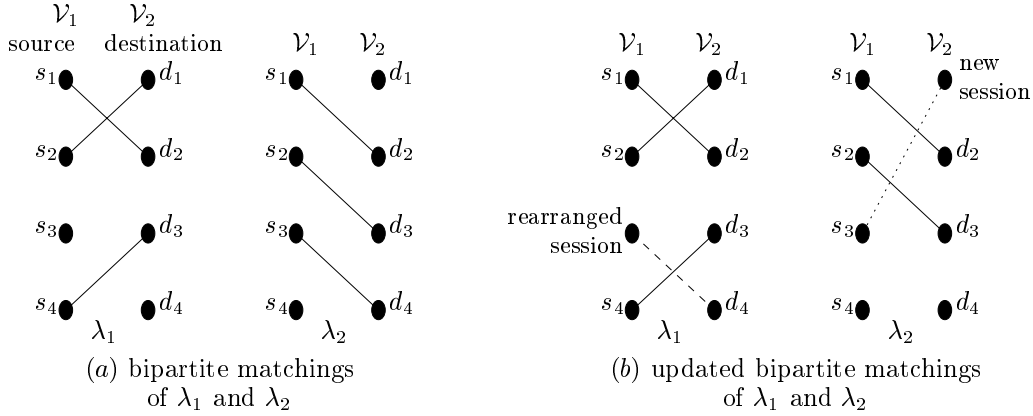 𝒱₁ 𝒱₂
source destination
s₁ d₁
s₂ d₂
s₃ d₃
s₄ d₄
λ₁
𝒱₁ 𝒱₂
s₁ d₁
s₂ d₂
s₃ d₃
s₄ d₄
λ₂
(a) bipartite matchings
of λ₁ and λ₂
𝒱₁ 𝒱₂
s₁ d₁
s₂ d₂
rearranged
session
d₃
s₄ d₄
λ₁
𝒱₁ 𝒱₂
s₁ new
session
s₂ d₂
s₃ d₃
s₄ d₄
λ₂
(b) updated bipartite matchings
of λ₁ and λ₂